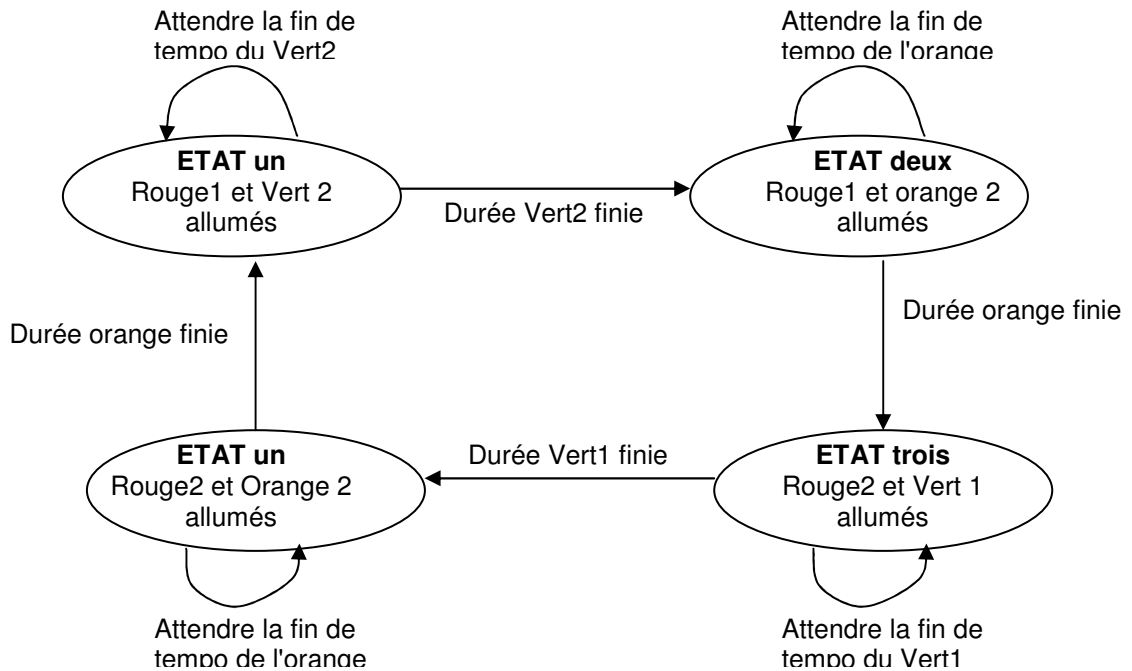 Attendre la fin de
tempo du Vert2
Attendre la fin de
tempo de l'orange
ETAT un
Rouge1 et Vert 2
allumés
Durée Vert2 finie
ETAT deux
Rouge1 et orange 2
allumés
Durée orange finie
Durée orange finie
ETAT un
Rouge2 et Orange 2
allumés
Durée Vert1 finie
ETAT trois
Rouge2 et Vert 1
allumés
Attendre la fin de
tempo de l'orange
Attendre la fin de
tempo du Vert1